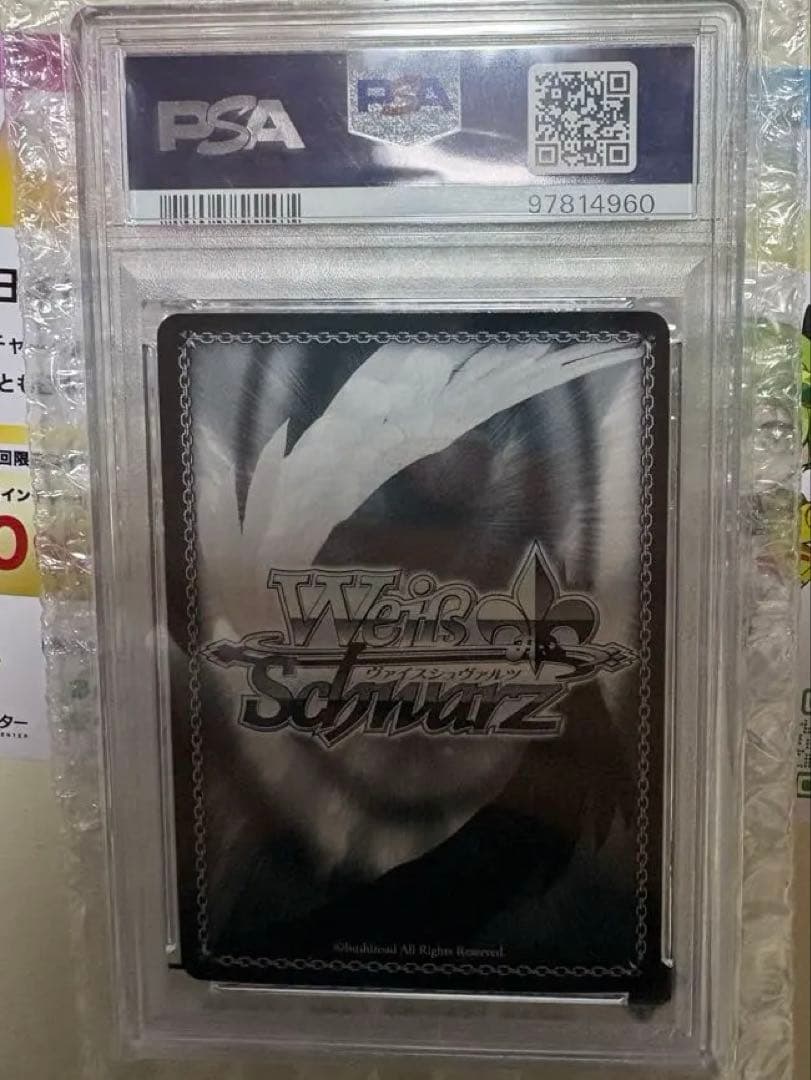 PSA
PSA
97814960
日
チャ
とも
回限
イン
0
Weiß
ヴァイスシュヴァルツ
Schwarz
ター
ENTER
©bushiroad All Rights Reserved.